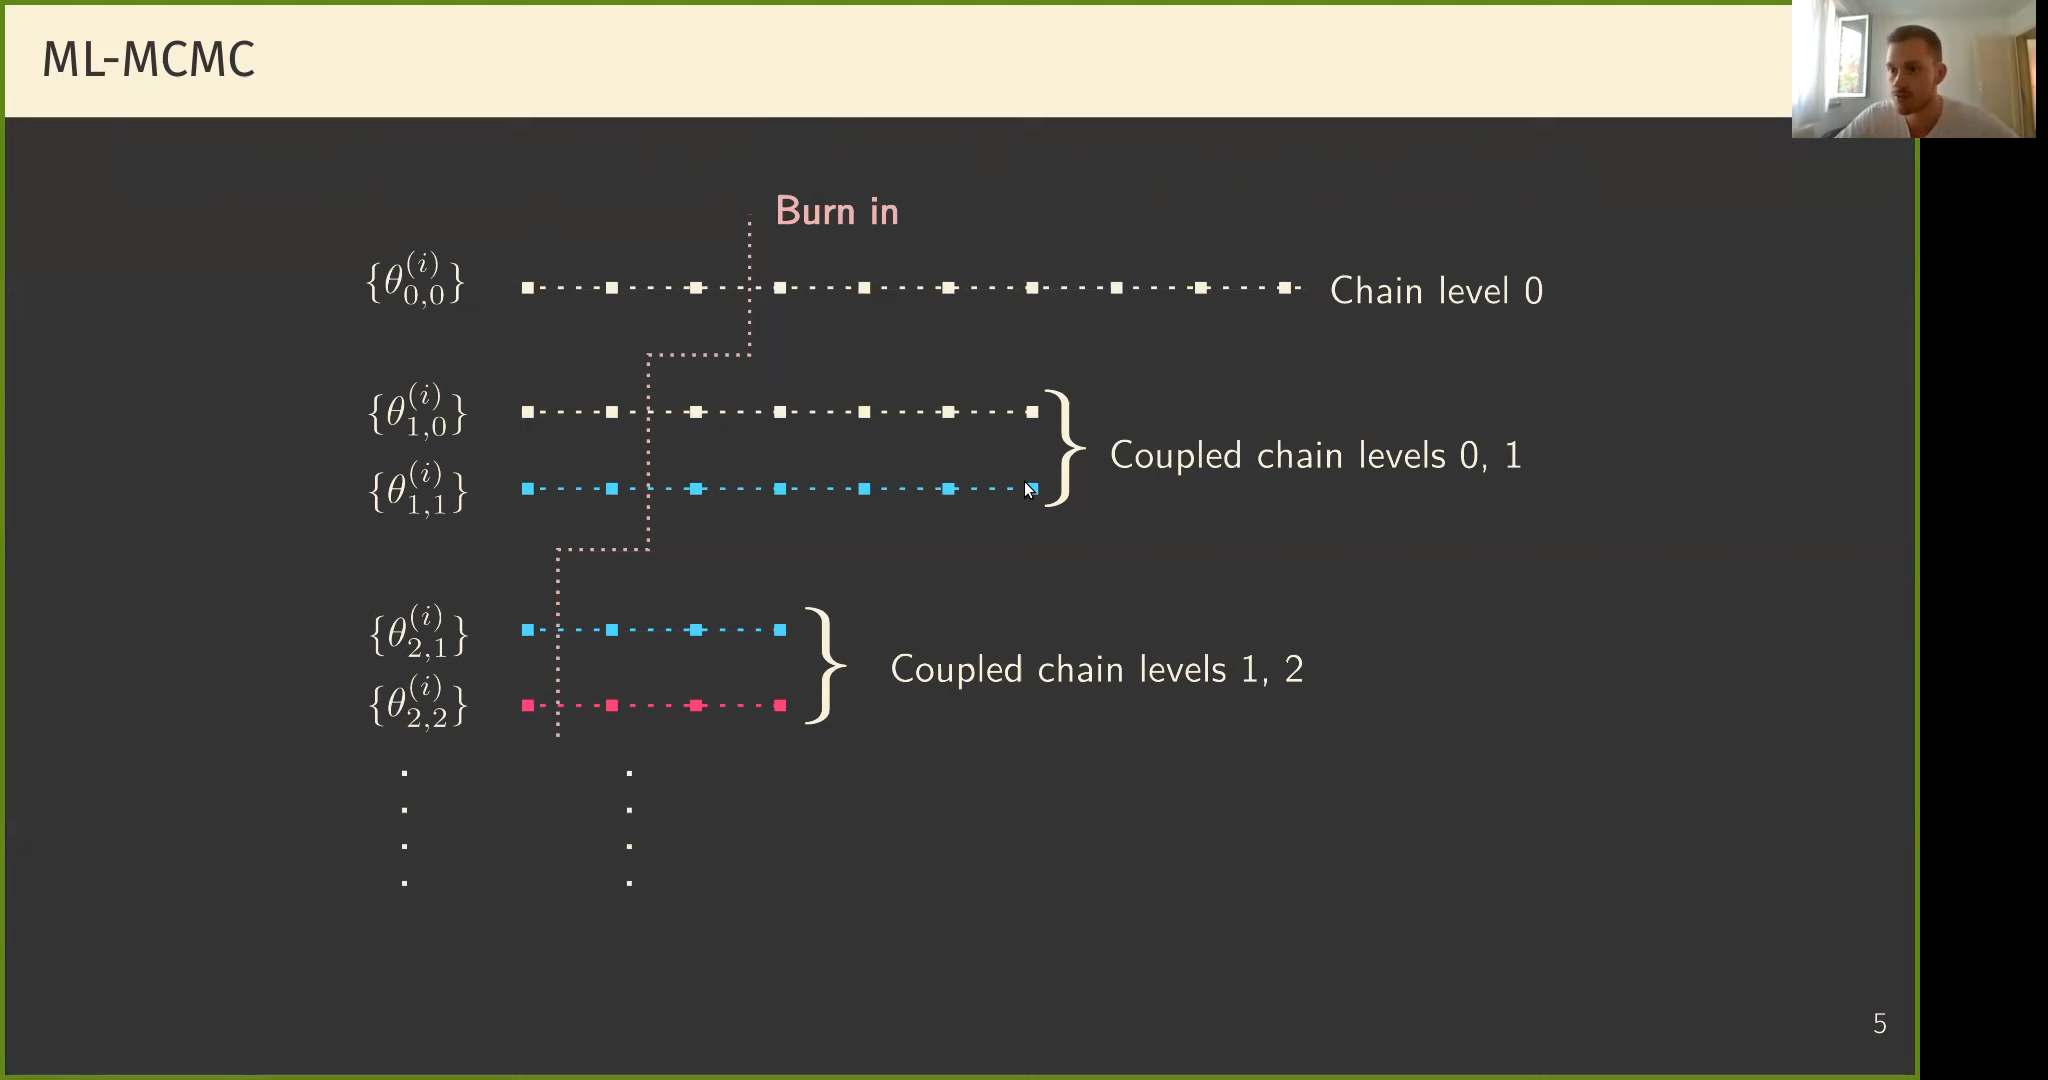 ML-MCMC
Burn in
{θ_{0,0}^{(i)}}
Chain level 0
{θ_{1,0}^{(i)}}
{θ_{1,1}^{(i)}}
Coupled chain levels 0, 1
{θ_{2,1}^{(i)}}
{θ_{2,2}^{(i)}}
Coupled chain levels 1, 2
5